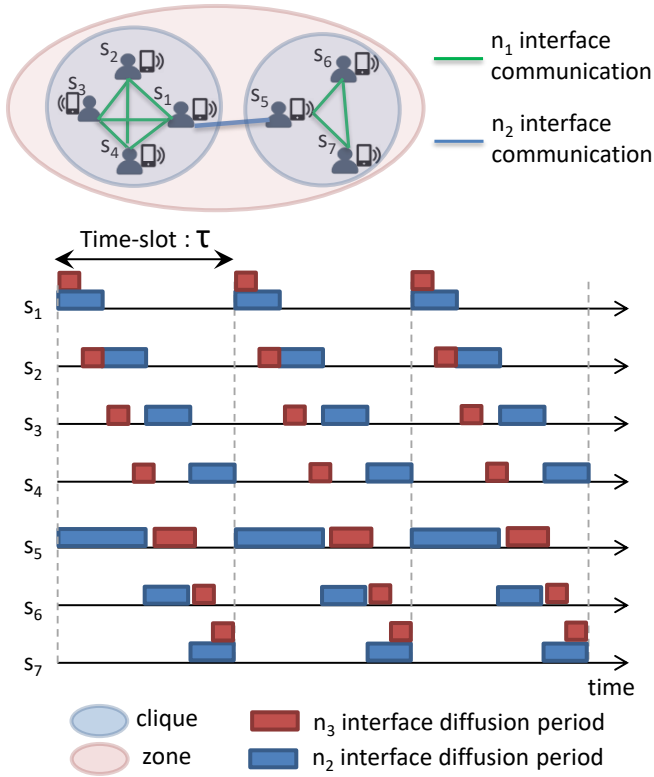 s₂
s₃
s₁
s₄
s₆
s₅
s₇
n₁ interface
communication
n₂ interface
communication
Time-slot : τ
s₁
s₂
s₃
s₄
s₅
s₆
s₇
time
clique
zone
n₃ interface diffusion period
n₂ interface diffusion period